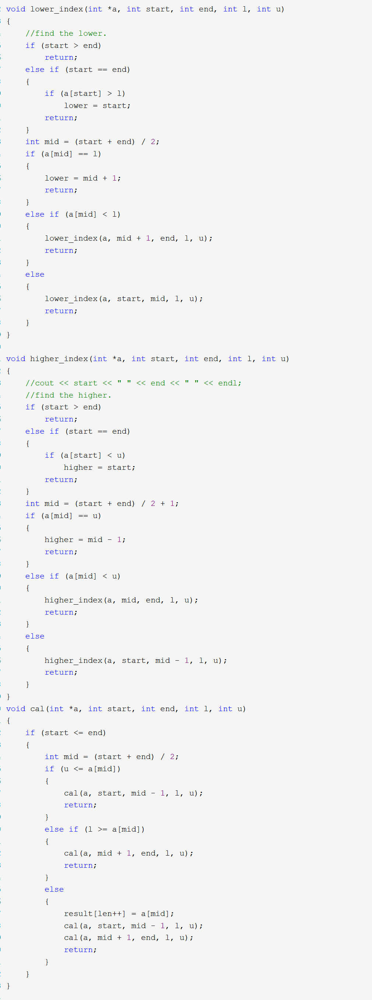 void lower_index(int *a, int start, int end, int l, int u)
{
    //find the lower.
    if (start > end)
        return;
    else if (start == end)
    {
        if (a[start] > l)
            lower = start;
        return;
    }
    int mid = (start + end) / 2;
    if (a[mid] == l)
    {
        lower = mid + 1;
        return;
    }
    else if (a[mid] < l)
    {
        lower_index(a, mid + 1, end, l, u);
        return;
    }
    else
    {
        lower_index(a, start, mid, l, u);
        return;
    }
}

void higher_index(int *a, int start, int end, int l, int u)
{
    //cout << start << " " << end << " " << endl;
    //find the higher.
    if (start > end)
        return;
    else if (start == end)
    {
        if (a[start] < u)
            higher = start;
        return;
    }
    int mid = (start + end) / 2 + 1;
    if (a[mid] == u)
    {
        higher = mid - 1;
        return;
    }
    else if (a[mid] < u)
    {
        higher_index(a, mid, end, l, u);
        return;
    }
    else
    {
        higher_index(a, start, mid - 1, l, u);
        return;
    }
}
void cal(int *a, int start, int end, int l, int u)
{
    if (start <= end)
    {
        int mid = (start + end) / 2;
        if (u <= a[mid])
        {
            cal(a, start, mid - 1, l, u);
            return;
        }
        else if (l >= a[mid])
        {
            cal(a, mid + 1, end, l, u);
            return;
        }
        else
        {
            result[len++] = a[mid];
            cal(a, start, mid - 1, l, u);
            cal(a, mid + 1, end, l, u);
            return;
        }
    }
}